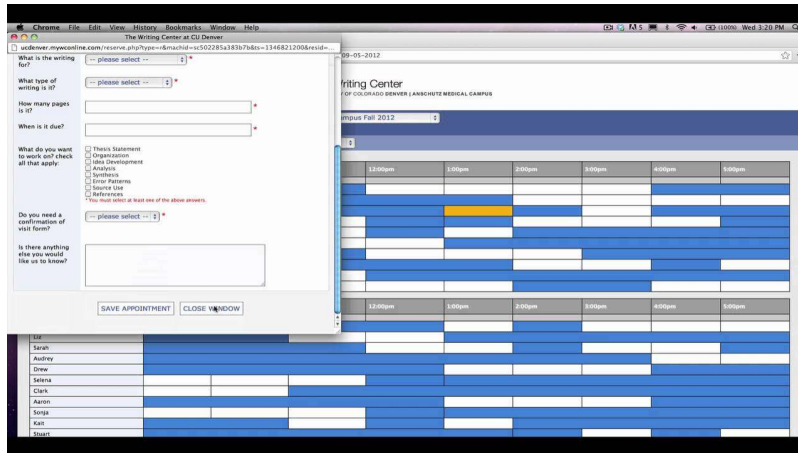 Chrome File Edit View History Bookmarks Window Help
5 (100%) Wed 3:20 PM
The Writing Center at CU Denver
ucdenver.mywconline.com/reserve.php?type=r&machid=sc502285a383b7b&ts=1346821200&resid=...
09-05-2012
What is the writing for?
-- please select --
*
What type of writing is it?
-- please select --
*
How many pages is it?
*
When is it due?
*
What do you want to work on? check all that apply:
Thesis Statement
Organization
Idea Development
Analysis
Synthesis
Error Patterns
Source Use
References
* You must select at least one of the above answers.
Do you need a confirmation of visit form?
-- please select --
*
Is there anything else you would like us to know?
SAVE APPOINTMENT CLOSE WINDOW
riting Center
OF COLORADO DENVER | ANSCHUTZ MEDICAL CAMPUS
ampus Fall 2012
12:00pm 1:00pm 2:00pm 3:00pm 4:00pm 5:00pm
12:00pm 1:00pm 2:00pm 3:00pm 4:00pm 5:00pm
Liz
Sarah
Audrey
Drew
Selena
Clark
Aaron
Sonja
Kait
Stuart